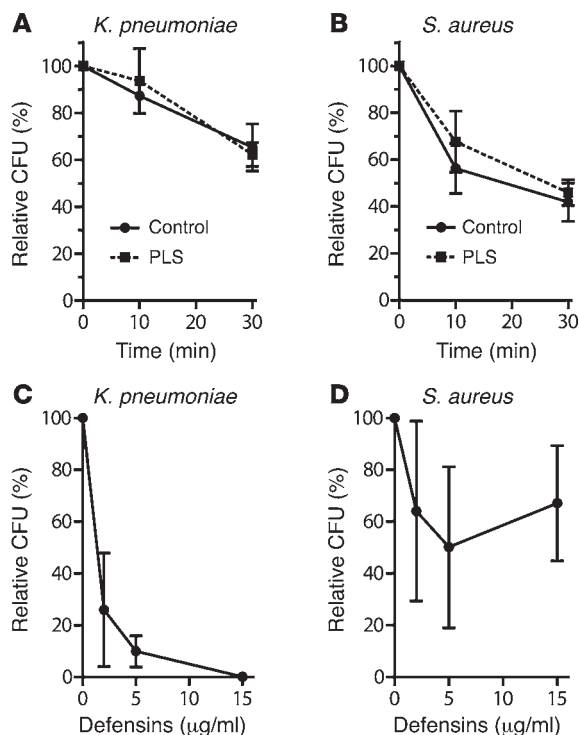 A
K. pneumoniae
Relative CFU (%)
100
80
60
40
20
0
Control
PLS
0
10
20
30
Time (min)
B
S. aureus
Relative CFU (%)
100
80
60
40
20
0
Control
PLS
0
10
20
30
Time (min)
C
K. pneumoniae
Relative CFU (%)
100
80
60
40
20
0
0
5
10
15
Defensins (μg/ml)
D
S. aureus
Relative CFU (%)
100
80
60
40
20
0
0
5
10
15
Defensins (μg/ml)